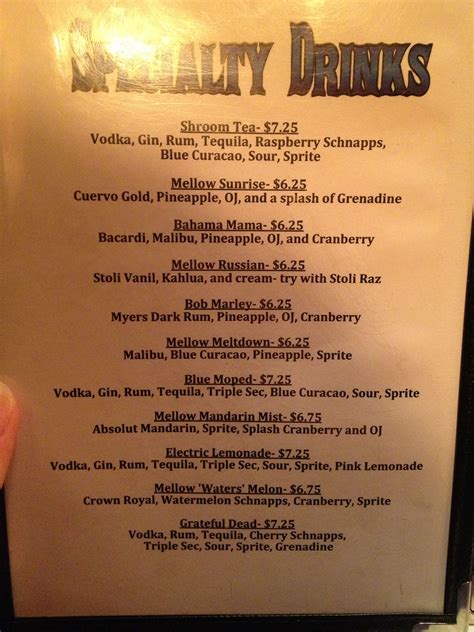 Specialty Drinks
Shroom Tea- $7.25
Vodka, Gin, Rum, Tequila, Raspberry Schnapps,
Blue Curacao, Sour, Sprite
Mellow Sunrise- $6.25
Cuervo Gold, Pineapple, OJ, and a splash of Grenadine
Bahama Mama- $6.25
Bacardi, Malibu, Pineapple, OJ, and Cranberry
Mellow Russian- $6.25
Stoli Vanil, Kahlua, and cream- try with Stoli Raz
Bob Marley- $6.25
Myers Dark Rum, Pineapple, OJ, Cranberry
Mellow Meltdown- $6.25
Malibu, Blue Curacao, Pineapple, Sprite
Blue Moped- $7.25
Vodka, Gin, Rum, Tequila, Triple Sec, Blue Curacao, Sour, Sprite
Mellow Mandarin Mist- $6.75
Absolut Mandarin, Sprite, Splash Cranberry and OJ
Electric Lemonade- $7.25
Vodka, Gin, Rum, Tequila, Triple Sec, Sour, Sprite, Pink Lemonade
Mellow 'Waters' Melon- $6.75
Crown Royal, Watermelon Schnapps, Cranberry, Sprite
Grateful Dead- $7.25
Vodka, Rum, Tequila, Cherry Schnapps,
Triple Sec, Sour, Sprite, Grenadine